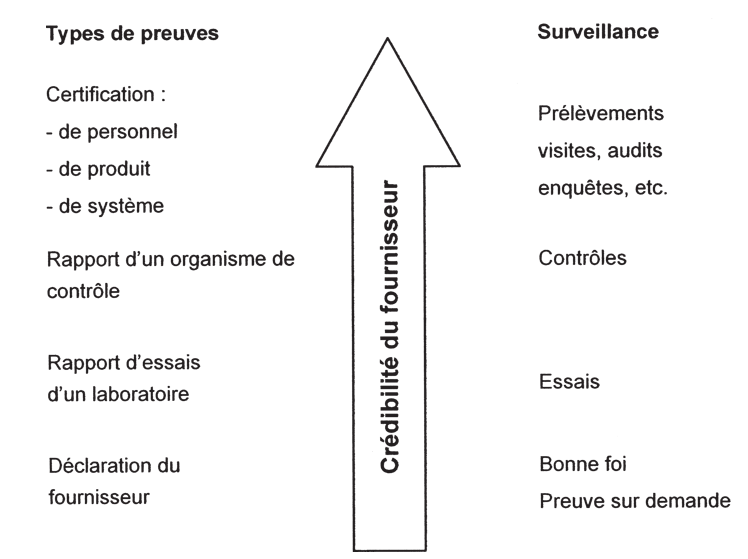 Types de preuves
Certification :
- de personnel
- de produit
- de système
Rapport d'un organisme de
contrôle
Rapport d'essais
d'un laboratoire
Déclaration du
fournisseur
Crédibilité du fournisseur
Surveillance
Prélèvements
visites, audits
enquêtes, etc.
Contrôles
Essais
Bonne foi
Preuve sur demande